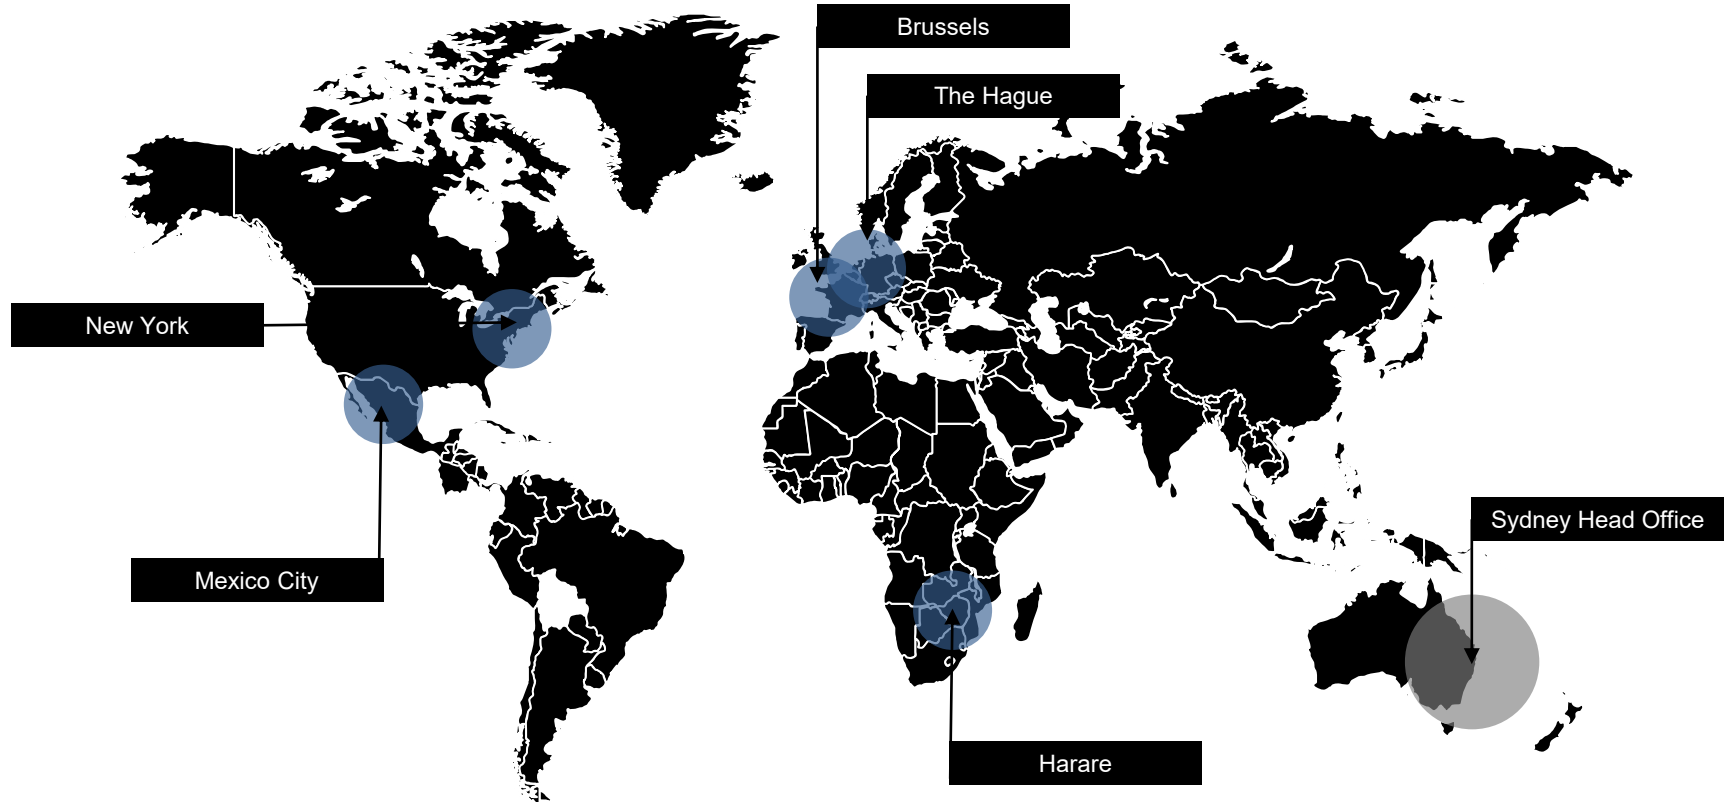 Brussels
The Hague
New York
Sydney Head Office
Mexico City
Harare